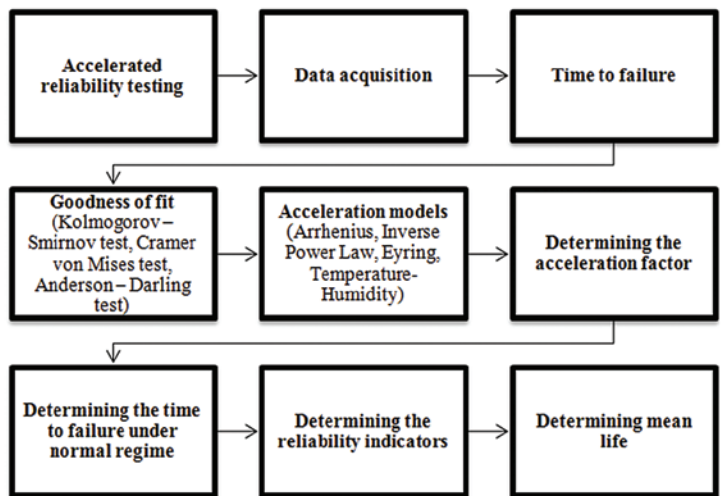 Accelerated
reliability testing
Data acquisition
Time to failure
Goodness of fit
(Kolmogorov –
Smirnov test, Cramer
von Mises test,
Anderson – Darling
test)
Acceleration models
(Arrhenius, Inverse
Power Law, Eyring,
Temperature-
Humidity)
Determining the
acceleration factor
Determining the time
to failure under
normal regime
Determining the
reliability indicators
Determining mean
life